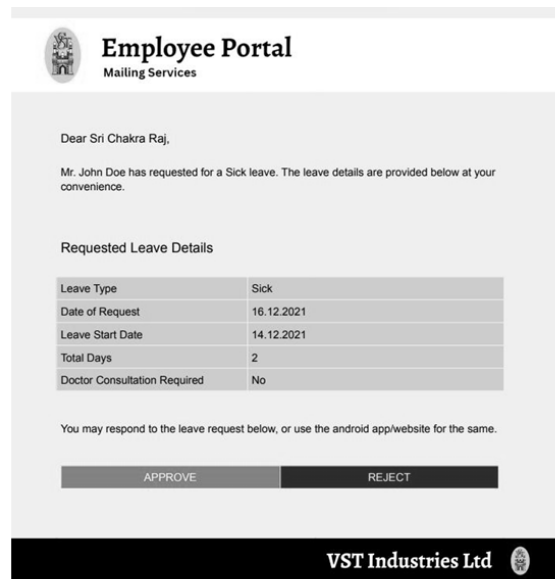 VST
Employee Portal
Mailing Services
Dear Sri Chakra Raj,
Mr. John Doe has requested for a Sick leave. The leave details are provided below at your
convenience.
Requested Leave Details
Leave Type Sick
Date of Request 16.12.2021
Leave Start Date 14.12.2021
Total Days 2
Doctor Consultation Required No
You may respond to the leave request below, or use the android app/website for the same.
APPROVE REJECT
VST Industries Ltd